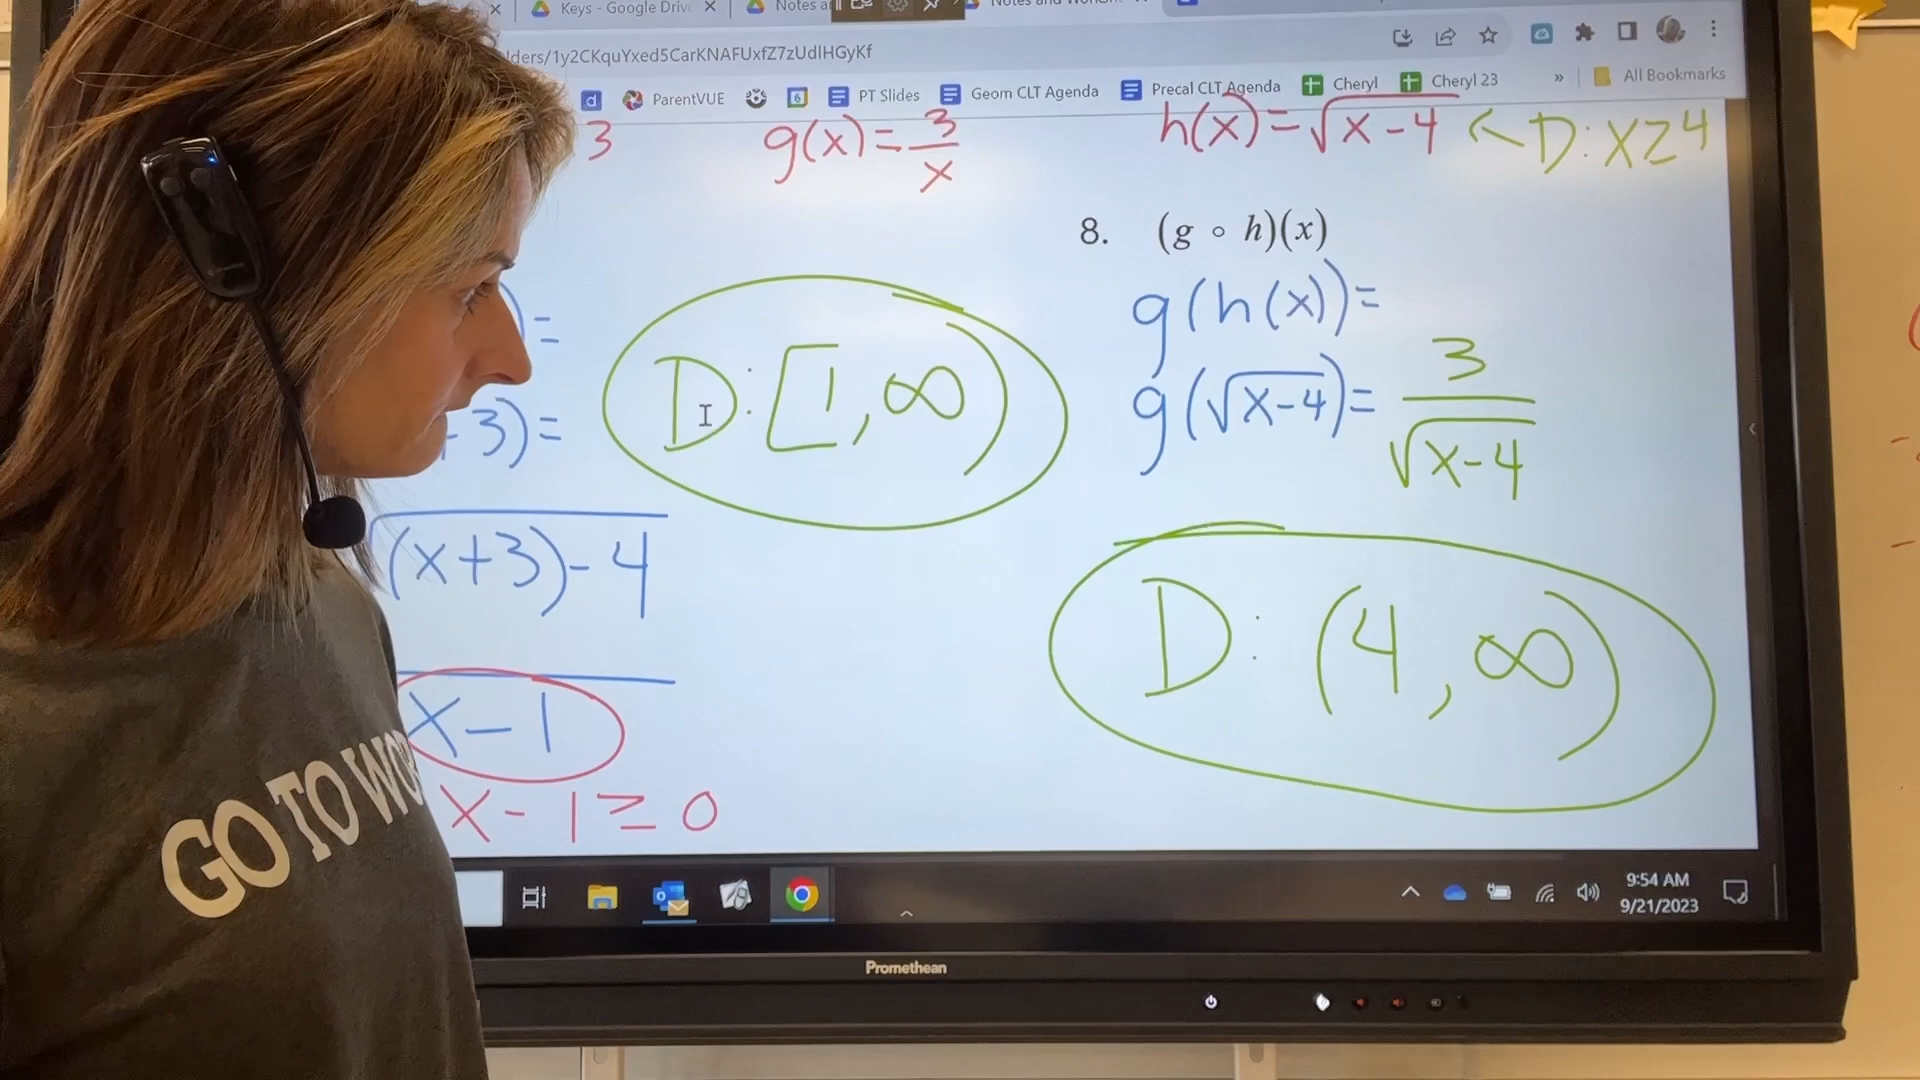 Keys - Google Drive
Notes a
lders/1y2CKquYxed5CarKNAFUxfZ7zUdlHGyKf
d ParentVUE 6 PT Slides Geom CLT Agenda Precal CLT Agenda Cheryl Cheryl 23 » All Bookmarks
3
g(x)=3/x
h(x)=√x-4 <D: x≥4
8. (g ∘ h)(x)
)=
-3)=
(x+3)-4
x-1
x-1≥0
D: [1, ∞)
g(h(x))=
g(√x-4)= 3/√x-4
D: (4, ∞)
GO TO WOR
9:54 AM
9/21/2023
Promethean